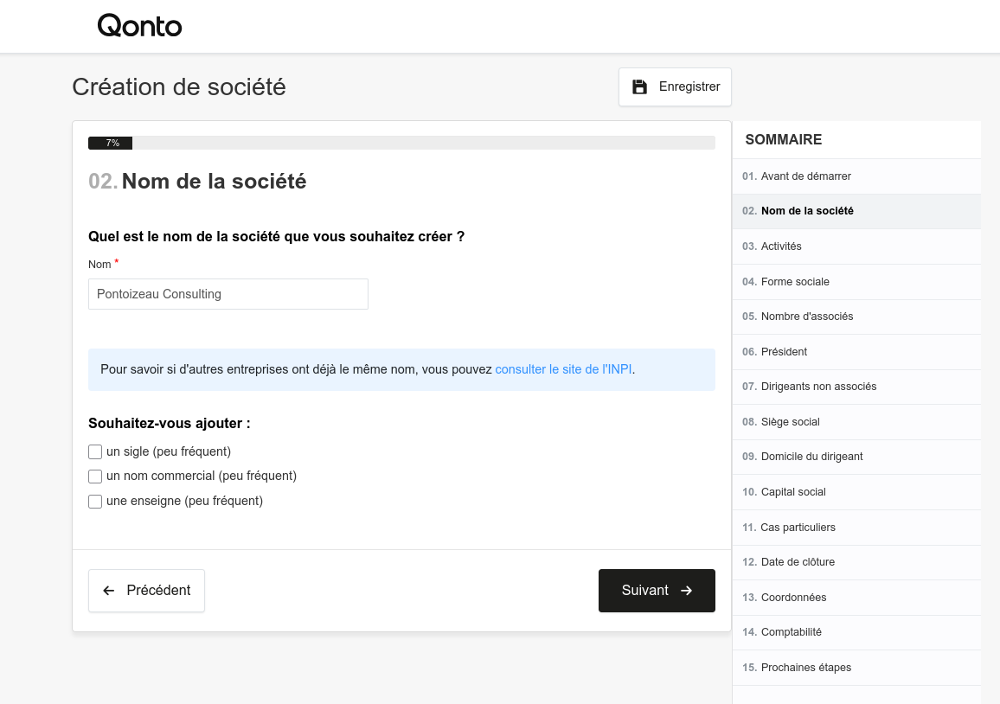 Qonto
Création de société
Enregistrer
7%
02. Nom de la société
Quel est le nom de la société que vous souhaitez créer ?
Nom *
Pontoizeau Consulting
Pour savoir si d'autres entreprises ont déjà le même nom, vous pouvez consulter le site de l'INPI.
Souhaitez-vous ajouter :
un sigle (peu fréquent)
un nom commercial (peu fréquent)
une enseigne (peu fréquent)
Précédent
Suivant
SOMMAIRE
01. Avant de démarrer
02. Nom de la société
03. Activités
04. Forme sociale
05. Nombre d'associés
06. Président
07. Dirigeants non associés
08. Siège social
09. Domicile du dirigeant
10. Capital social
11. Cas particuliers
12. Date de clôture
13. Coordonnées
14. Comptabilité
15. Prochaines étapes